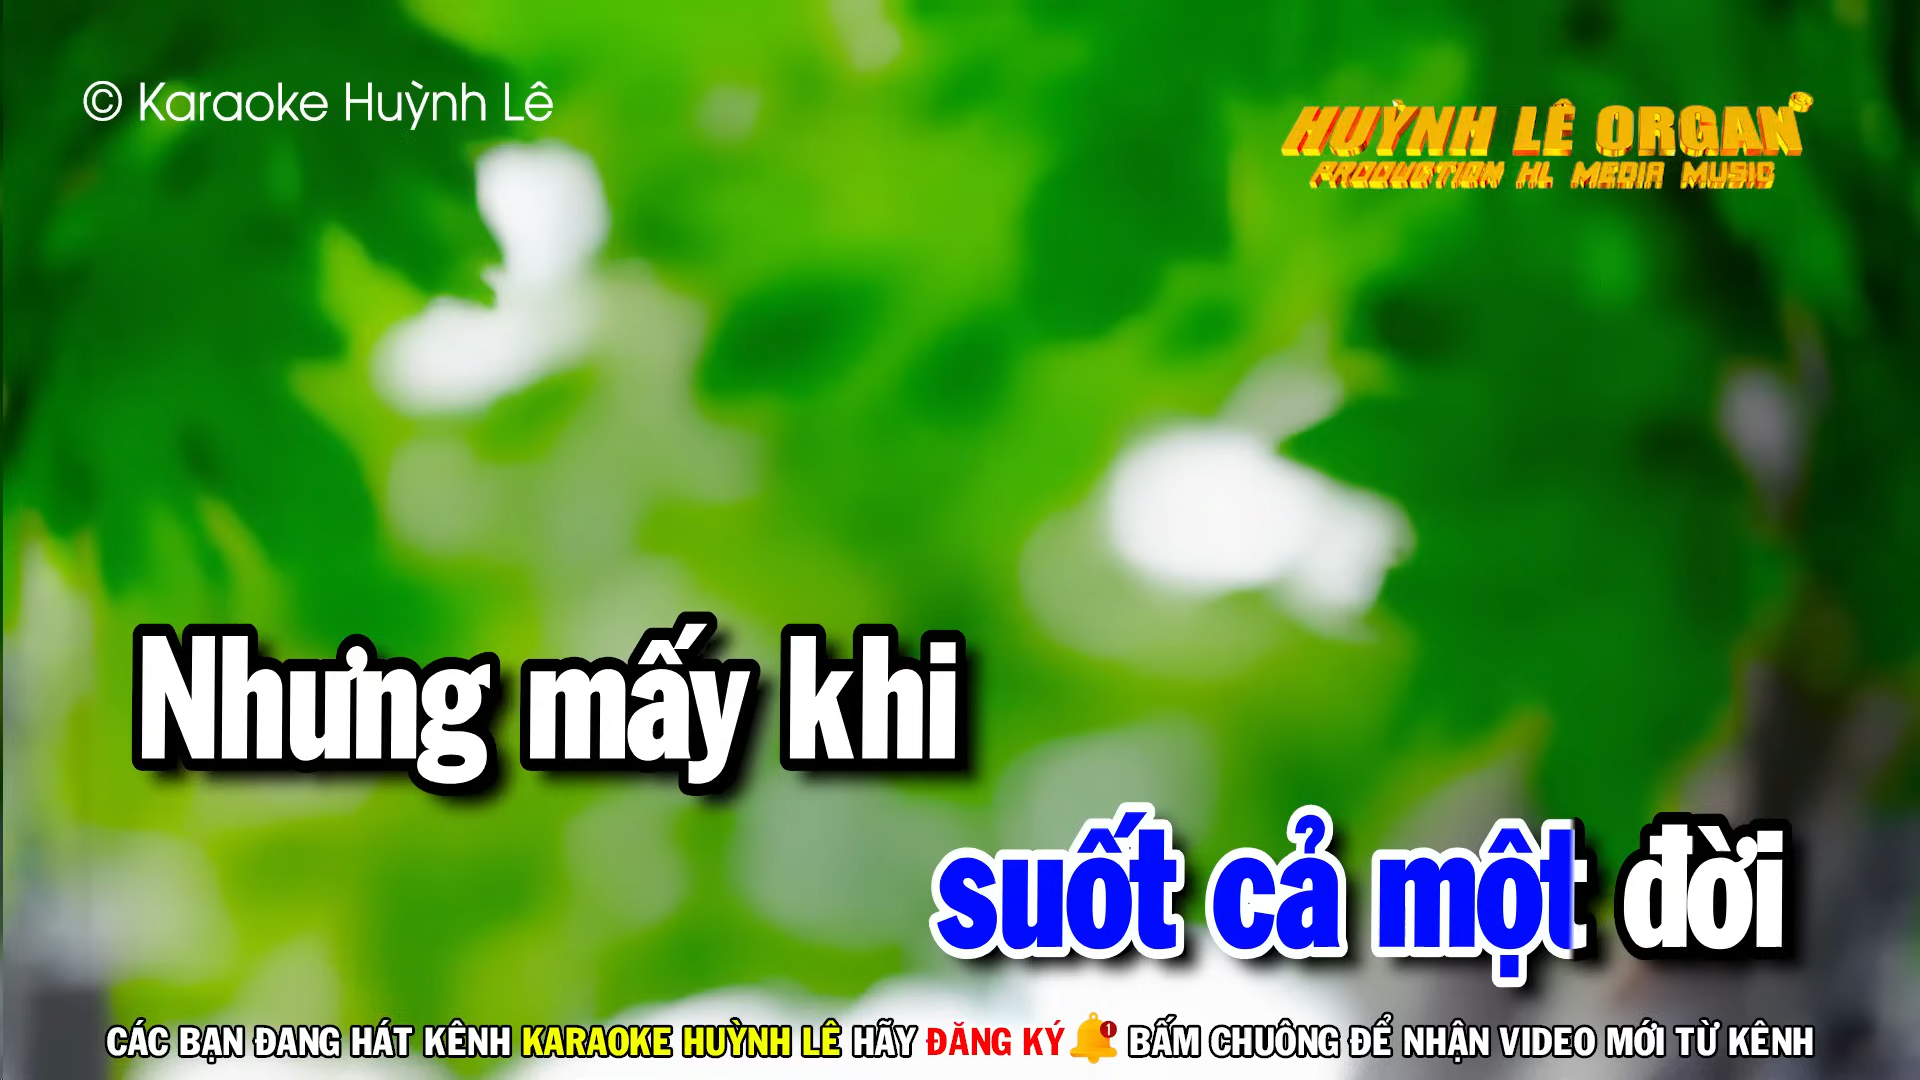 © Karaoke Huỳnh Lê
HUỲNH LÊ ORGAN
PRODUCTION HL MEDIA MUSIC
Nhưng mấy khi
suốt cả một đời
CÁC BẠN ĐANG HÁT KÊNH KARAOKE HUỲNH LÊ HÃY ĐĂNG KÝ 1 BẤM CHUÔNG ĐỂ NHẬN VIDEO MỚI TỪ KÊNH